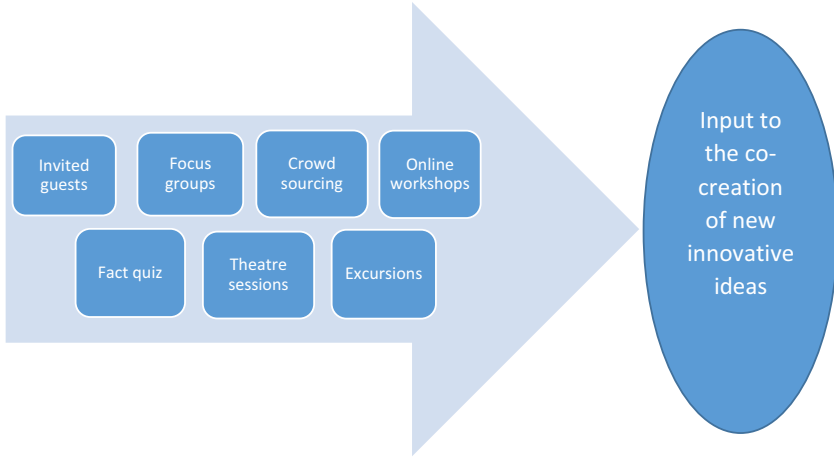 Invited
guests
Focus
groups
Crowd
sourcing
Online
workshops
Fact quiz
Theatre
sessions
Excursions
Input to
the co-
creation
of new
innovative
ideas